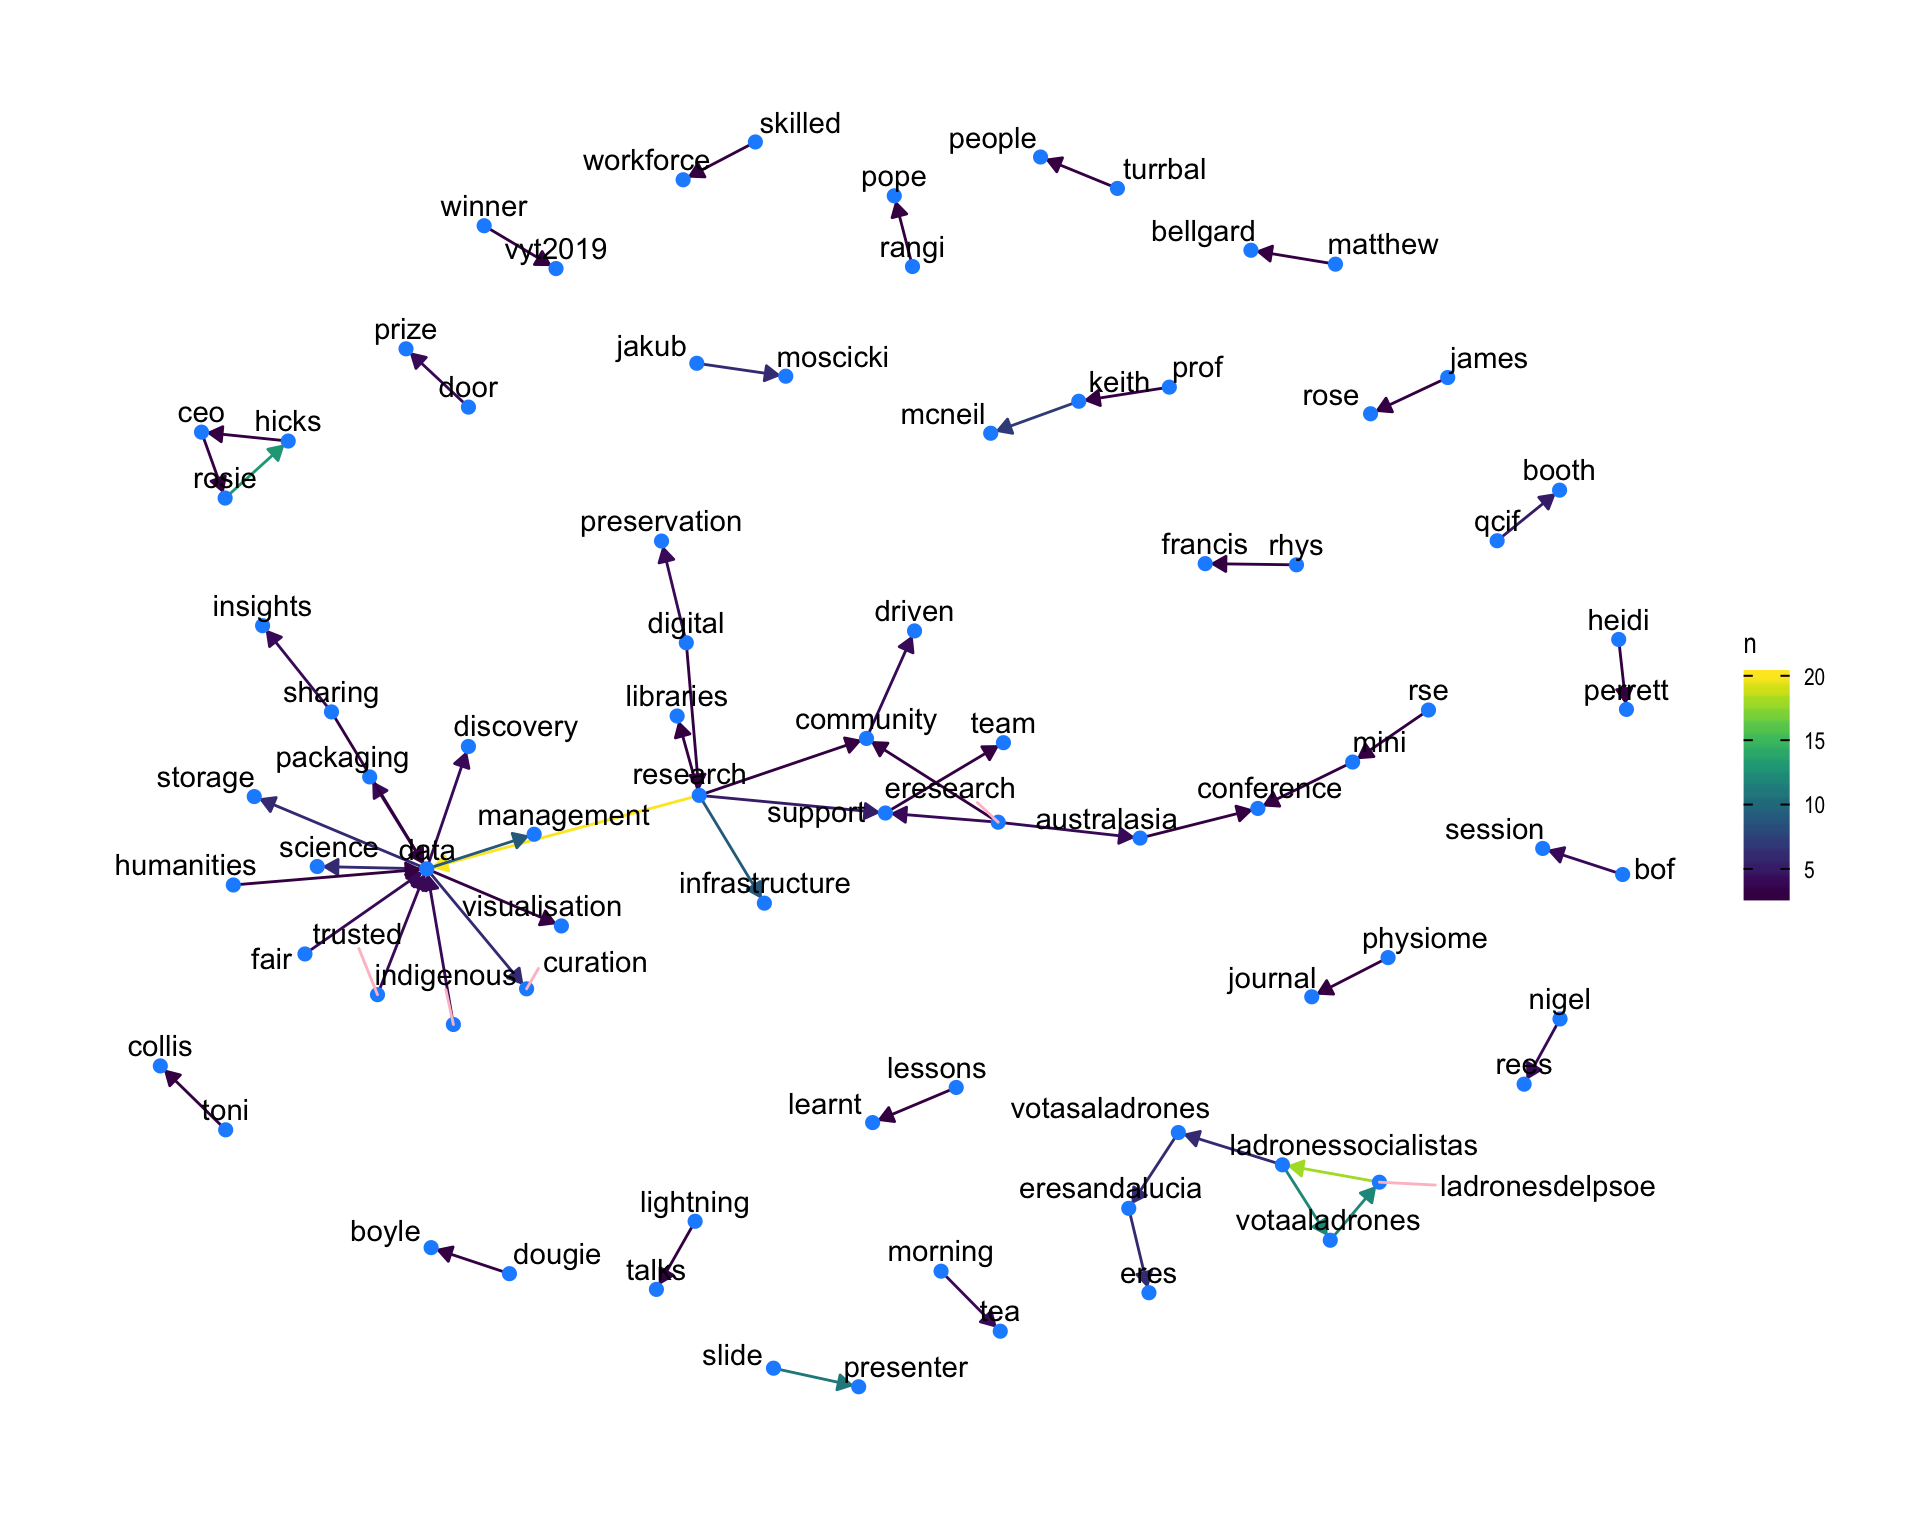 skilled
people
workforce
turrbal
pope
winner
bellgard
matthew
vyt2019
rangi
prize
jakub
moscicki
james
door
keith
prof
rose
ceo
hicks
mcneil
rosie
booth
preservation
qcif
francis
rhys
insights
digital
driven
heidi
n
sharing
libraries
rse
perrett
20
discovery
community
team
packaging
mini
15
storage
research
eresearch
conference
management
support
australasia
10
science
data
session
humanities
infrastructure
bof
5
visualisation
trusted
physiome
fair
indigenous
curation
journal
nigel
collis
lessons
rees
toni
learnt
votasaladrones
ladronessocialistas
lightning
eresandalucia
ladronesdelpsoe
boyle
votaaladrones
dougie
talks
morning
eres
tea
slide
presenter